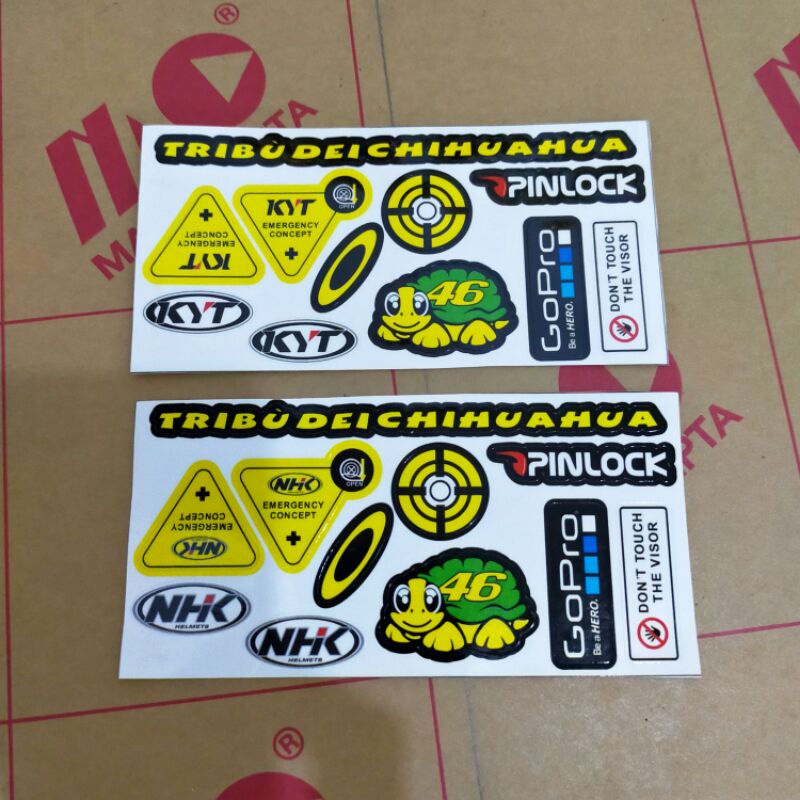 TRIBÙ DEI CHIHUAHUA
PINLOCK
KYT
EMERGENCY
CONCEPT
OPEN
EMERGENCY
CONCEPT
KYT
46
GoPro
Be a HERO.
DON'T TOUCH
THE VISOR
KYT
KYT
TRIBÙ DEI CHIHUAHUA
PINLOCK
NHK
EMERGENCY
CONCEPT
OPEN
EMERGENCY
CONCEPT
NHK
46
GoPro
Be a HERO.
DON'T TOUCH
THE VISOR
NHK
HELMETS
NHK
HELMETS